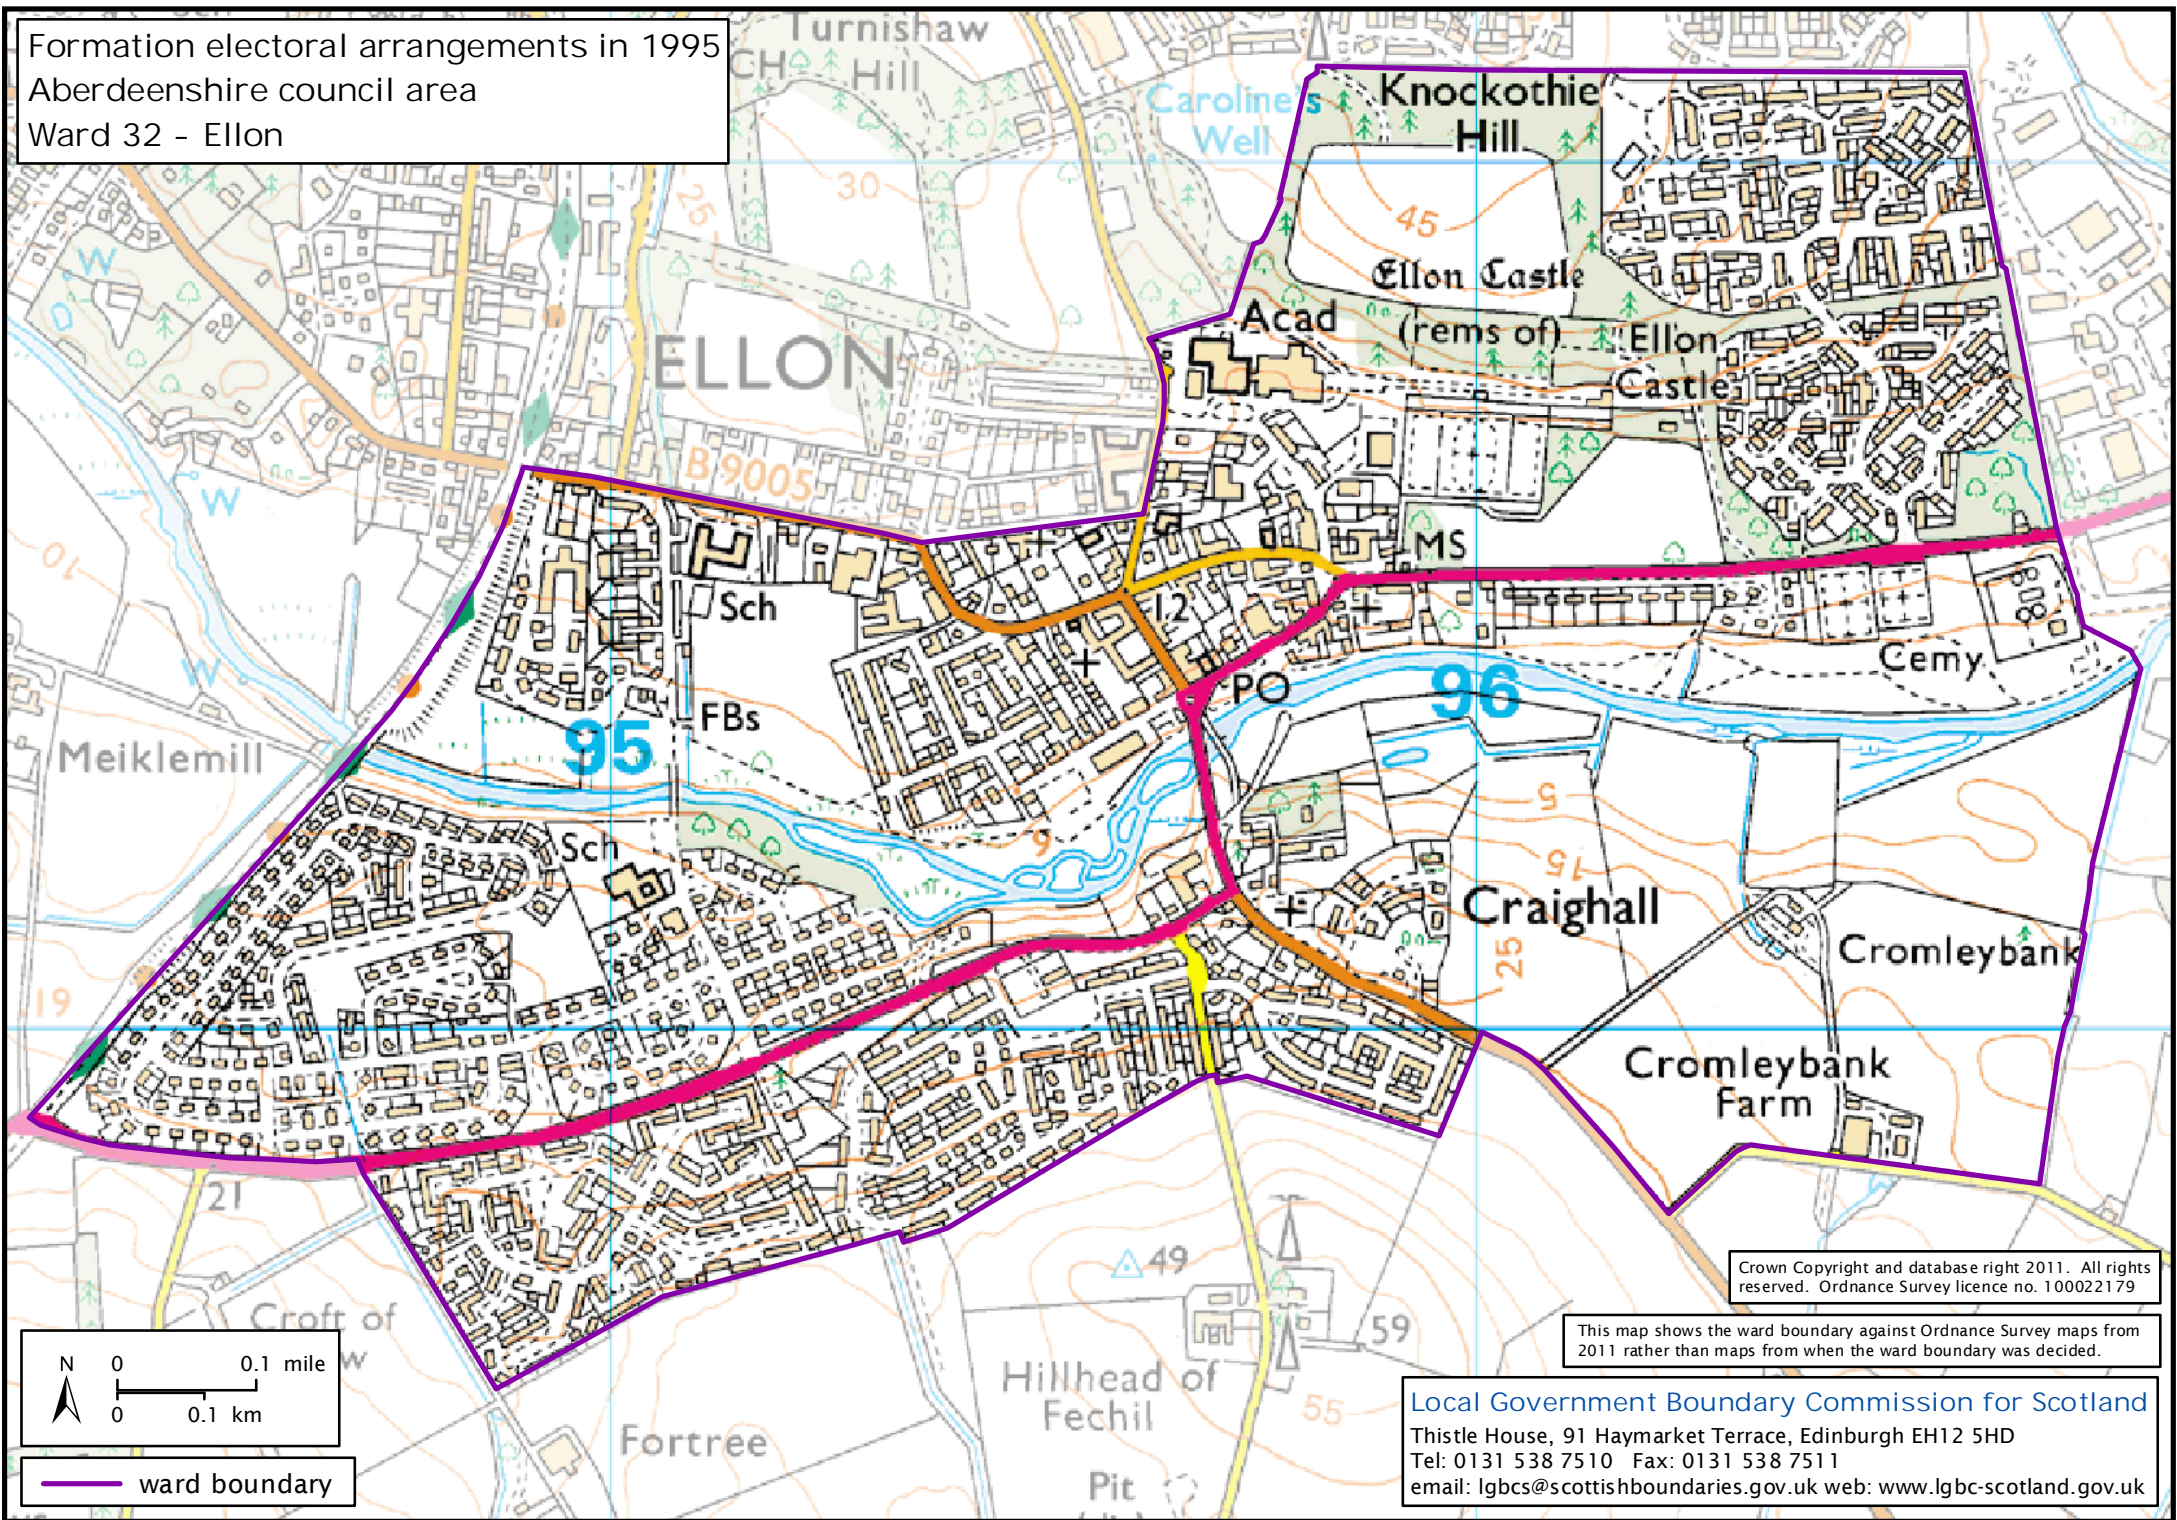 Formation electoral arrangements in 1995
Aberdeenshire council area
Ward 32 - Ellon
Turnishaw
Hill
CH
Caroline's
Well
Knockothie
Hill
30
25
45
Ellon Castle
(rems of)
Acad
Ellon
Castle
ELLON
B 9005
W
D
W
W
10
MS
Sch
12
PO
Cemy
FBs
95
96
Meiklemill
Sch
9
5
15
25
Craighall
Cromleybank
19
Cromleybank
Farm
21
49
59
55
Croft of
w
Hillhead of
Fechil
Fortree
Pit
N
0
0.1 mile
0
0.1 km
ward boundary
Crown Copyright and database right 2011. All rights
reserved. Ordnance Survey licence no. 100022179
This map shows the ward boundary against Ordnance Survey maps from
2011 rather than maps from when the ward boundary was decided.
Local Government Boundary Commission for Scotland
Thistle House, 91 Haymarket Terrace, Edinburgh EH12 5HD
Tel: 0131 538 7510 Fax: 0131 538 7511
email: lgbcs@scottishboundaries.gov.uk web: www.lgbc-scotland.gov.uk